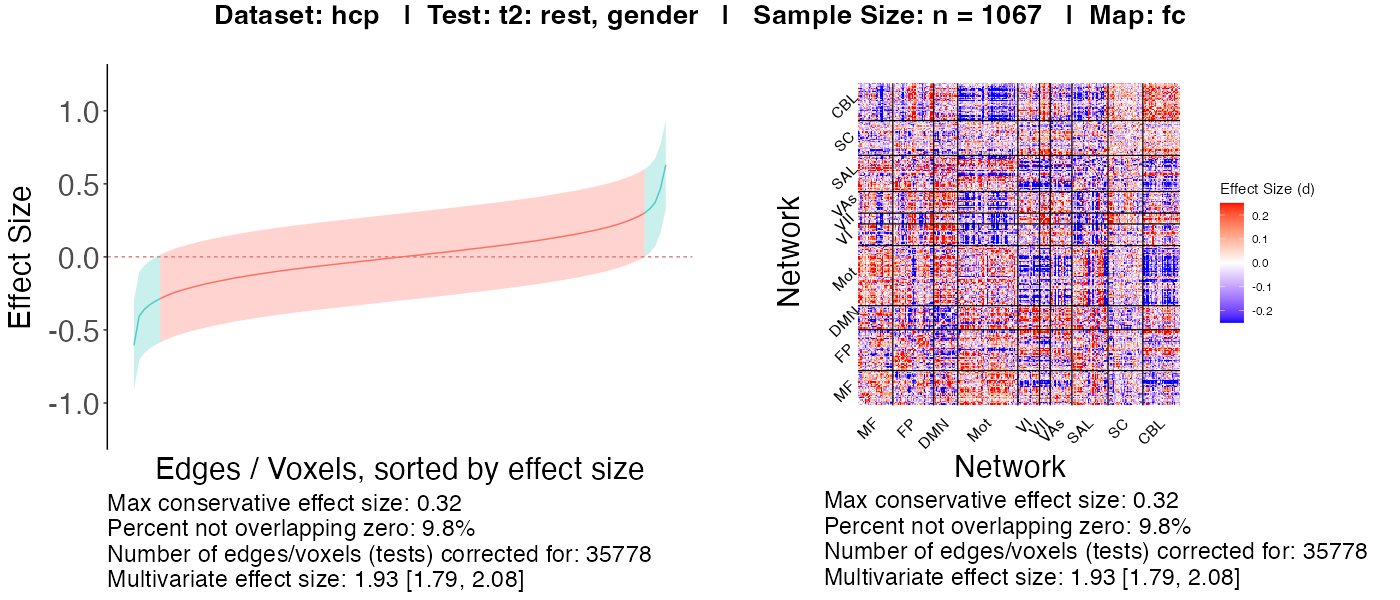 Dataset: hcp | Test: t2: rest, gender | Sample Size: n = 1067 | Map: fc
Effect Size
1.0
0.5
0.0
-0.5
-1.0
Edges / Voxels, sorted by effect size
Max conservative effect size: 0.32
Percent not overlapping zero: 9.8%
Number of edges/voxels (tests) corrected for: 35778
Multivariate effect size: 1.93 [1.79, 2.08]
Network
CBL
SC
SAL
VAs
VII
VI
Mot
DMN
FP
MF
MF
FP
DMN
Mot
VI
VII
VAs
SAL
SC
CBL
Network
Effect Size (d)
0.2
0.1
0.0
-0.1
-0.2
Max conservative effect size: 0.32
Percent not overlapping zero: 9.8%
Number of edges/voxels (tests) corrected for: 35778
Multivariate effect size: 1.93 [1.79, 2.08]